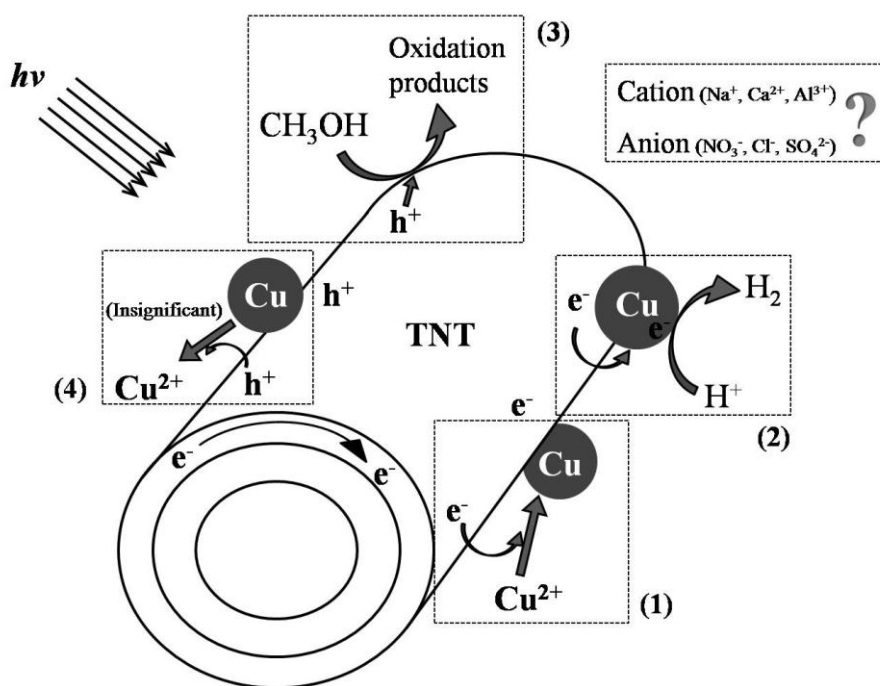 hν
Oxidation
products
(3)
CH₃OH
h⁺
Cation (Na⁺, Ca²⁺, Al³⁺)
Anion (NO₃⁻, Cl⁻, SO₄²⁻)
?
Cu
h⁺
(Insignificant)
Cu²⁺
h⁺
(4)
TNT
e⁻
Cu
e⁻
H₂
H⁺
(2)
e⁻
e⁻
e⁻
Cu
e⁻
Cu²⁺
(1)